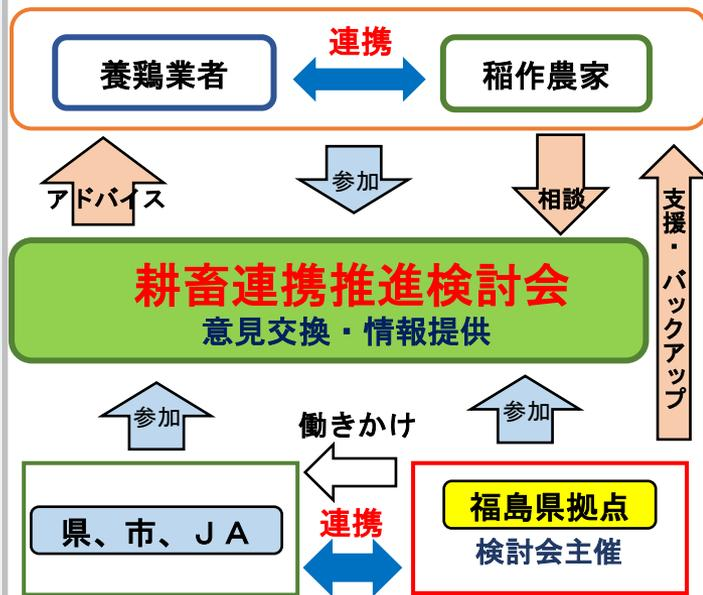 連携
養鶏業者
稲作農家
アドバイス
参加
相談
支援・バックアップ
耕畜連携推進検討会
意見交換・情報提供
参加
参加
働きかけ
県、市、ＪＡ
連携
福島県拠点
検討会主催